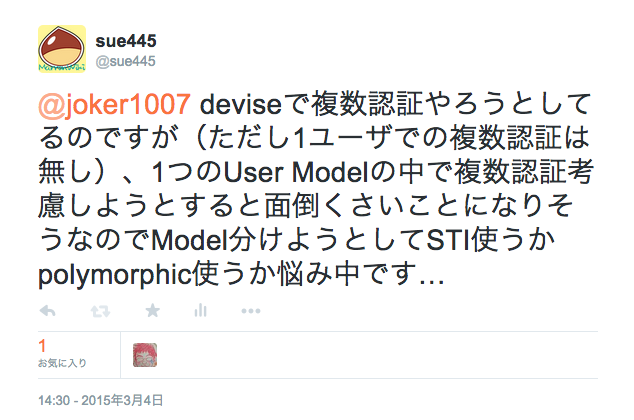 sue445
@sue445
@joker1007 deviseで複数認証やろうとして
るのですが（ただし1ユーザでの複数認証は
無し）、1つのUser Modelの中で複数認証考
慮しようとすると面倒くさいことになりそ
うなのでModel分けようとしてSTI使うか
polymorphic使うか悩み中です…
1
お気に入り
14:30 - 2015年3月4日